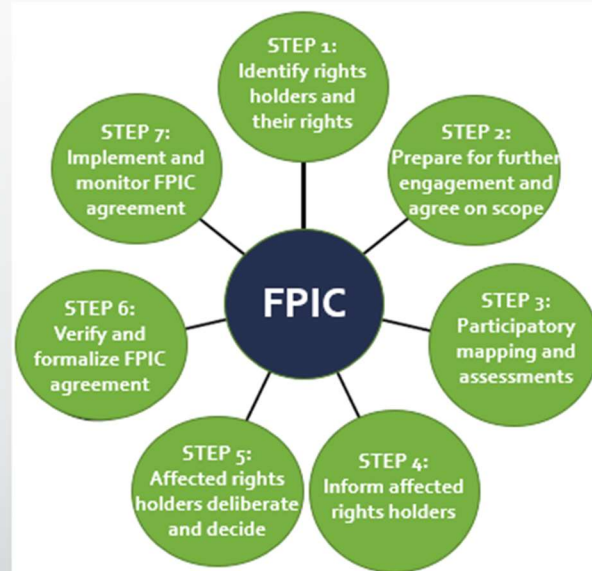 STEP 1:
Identify rights
holders and
their rights
STEP 2:
Prepare for further
engagement and
agree on scope
STEP 3:
Participatory
mapping and
assessments
STEP 4:
Inform affected
rights holders
STEP 5:
Affected rights
holders deliberate
and decide
STEP 6:
Verify and
formalize FPIC
agreement
STEP 7:
Implement and
monitor FPIC
agreement
FPIC